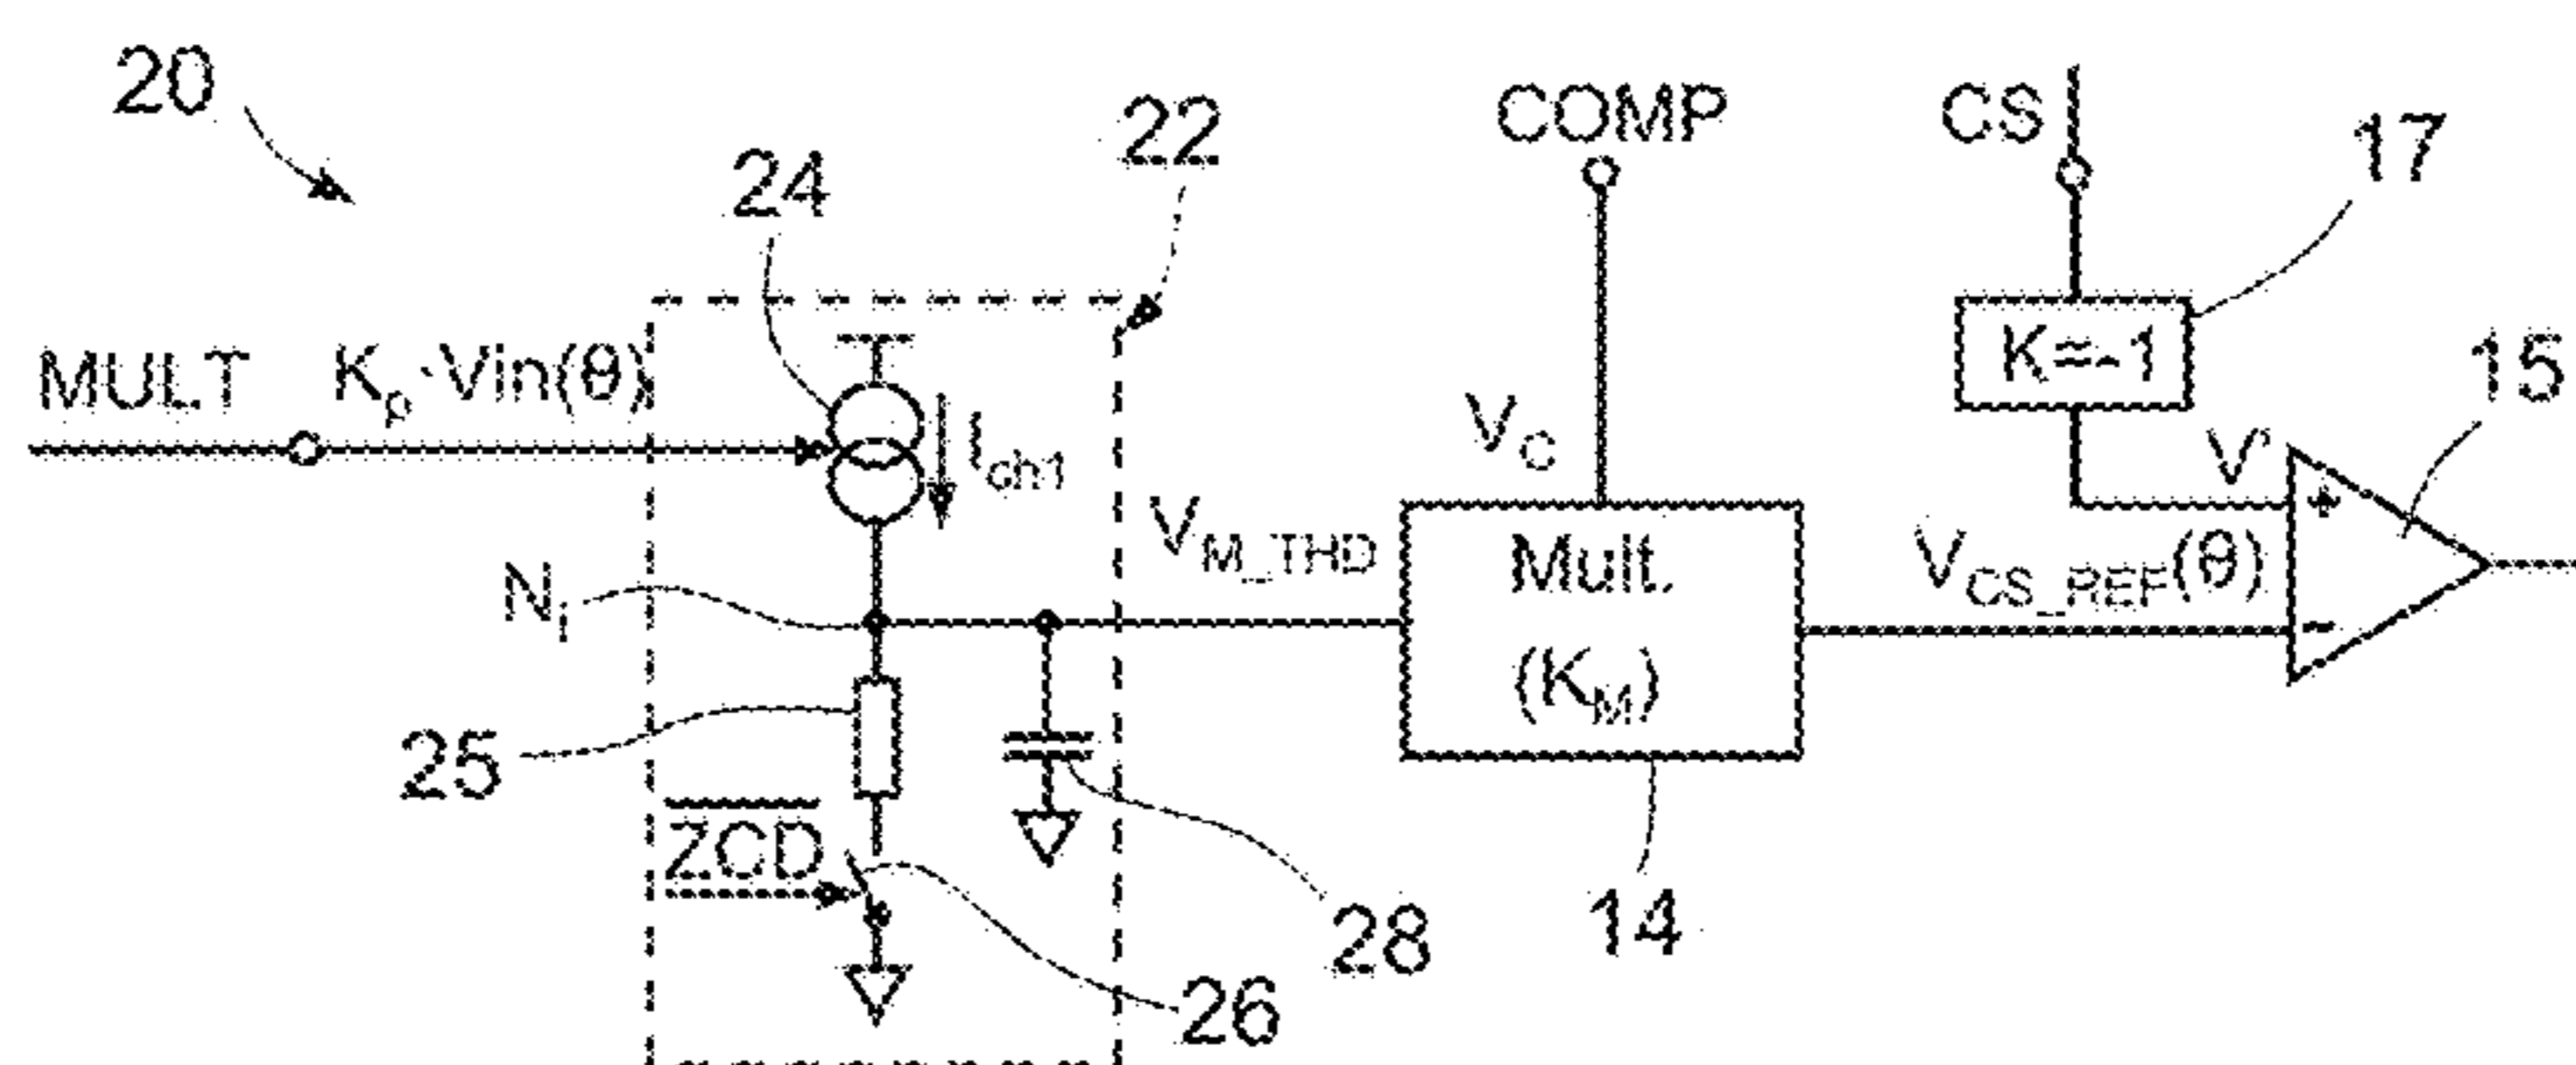 20
22
24
COMP
CS
17
MULT
Kp·Vin(θ)
Ich1
K=-1
15
VC
V'
+
VM_THD
Mult.
(KM)
VCS_REF(θ)
-
Ni
25
ZCD
28
14
26